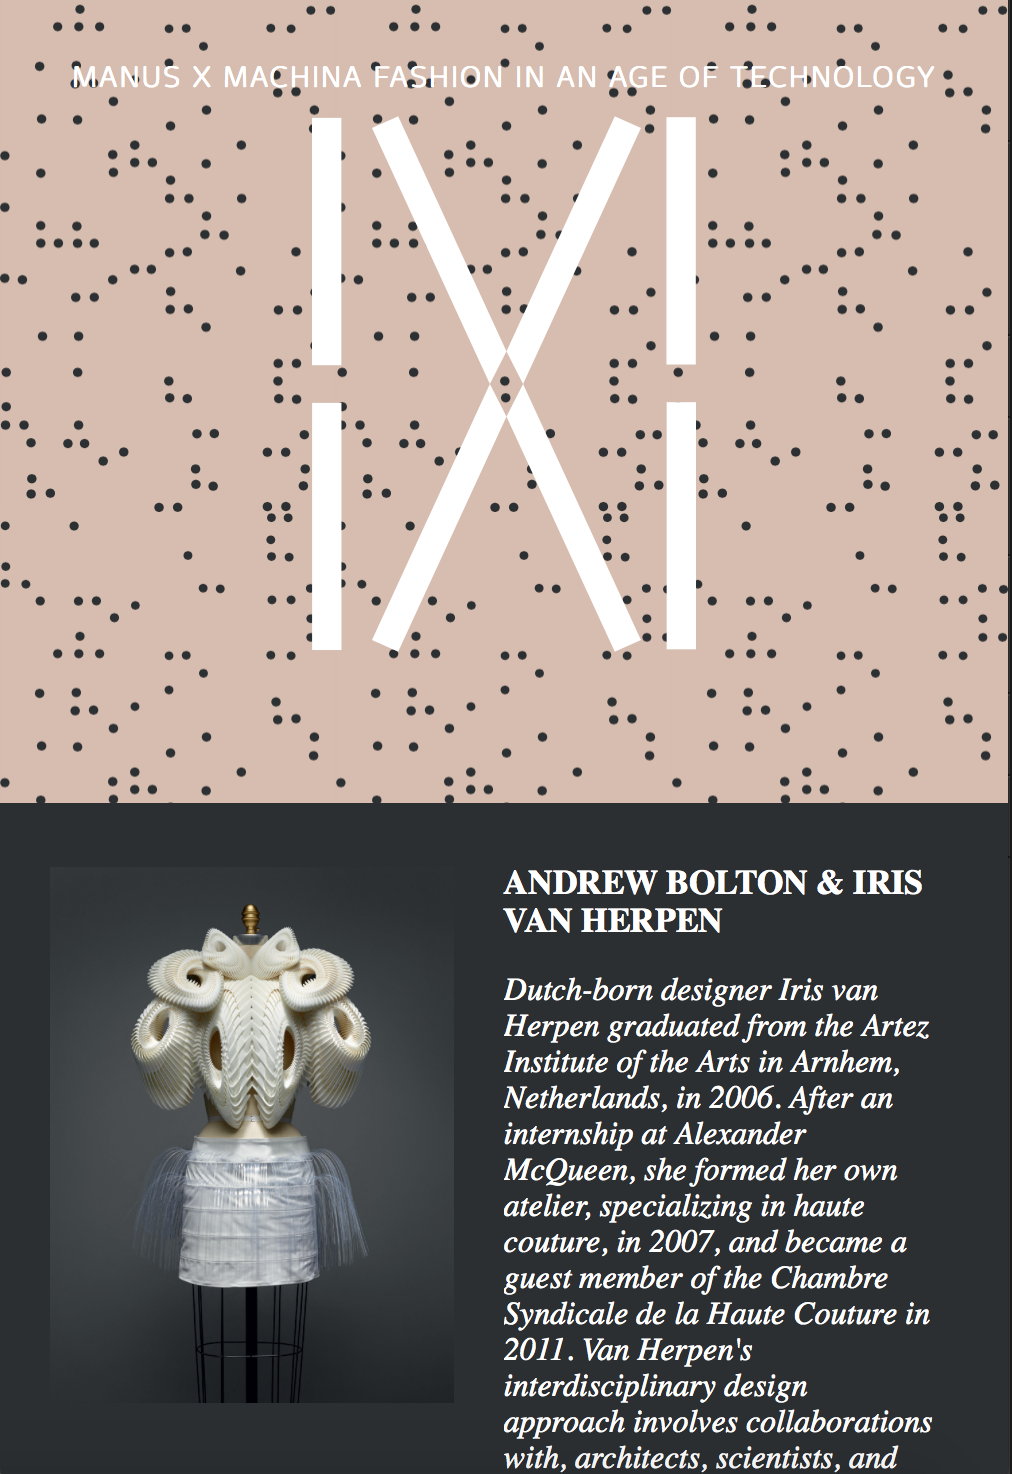 MANUS X MACHINA FASHION IN AN AGE OF TECHNOLOGY
ANDREW BOLTON & IRIS
VAN HERPEN
Dutch-born designer Iris van
Herpen graduated from the Artez
Institute of the Arts in Arnhem,
Netherlands, in 2006. After an
internship at Alexander
McQueen, she formed her own
atelier, specializing in haute
couture, in 2007, and became a
guest member of the Chambre
Syndicale de la Haute Couture in
2011. Van Herpen's
interdisciplinary design
approach involves collaborations
with, architects, scientists, and